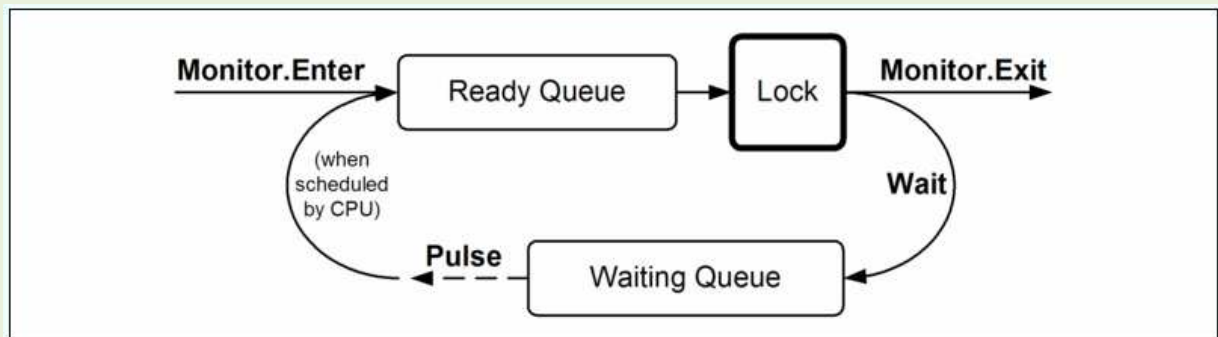 Monitor.Enter
Ready Queue
Lock
Monitor.Exit
(when
scheduled
by CPU)
Wait
Pulse
Waiting Queue